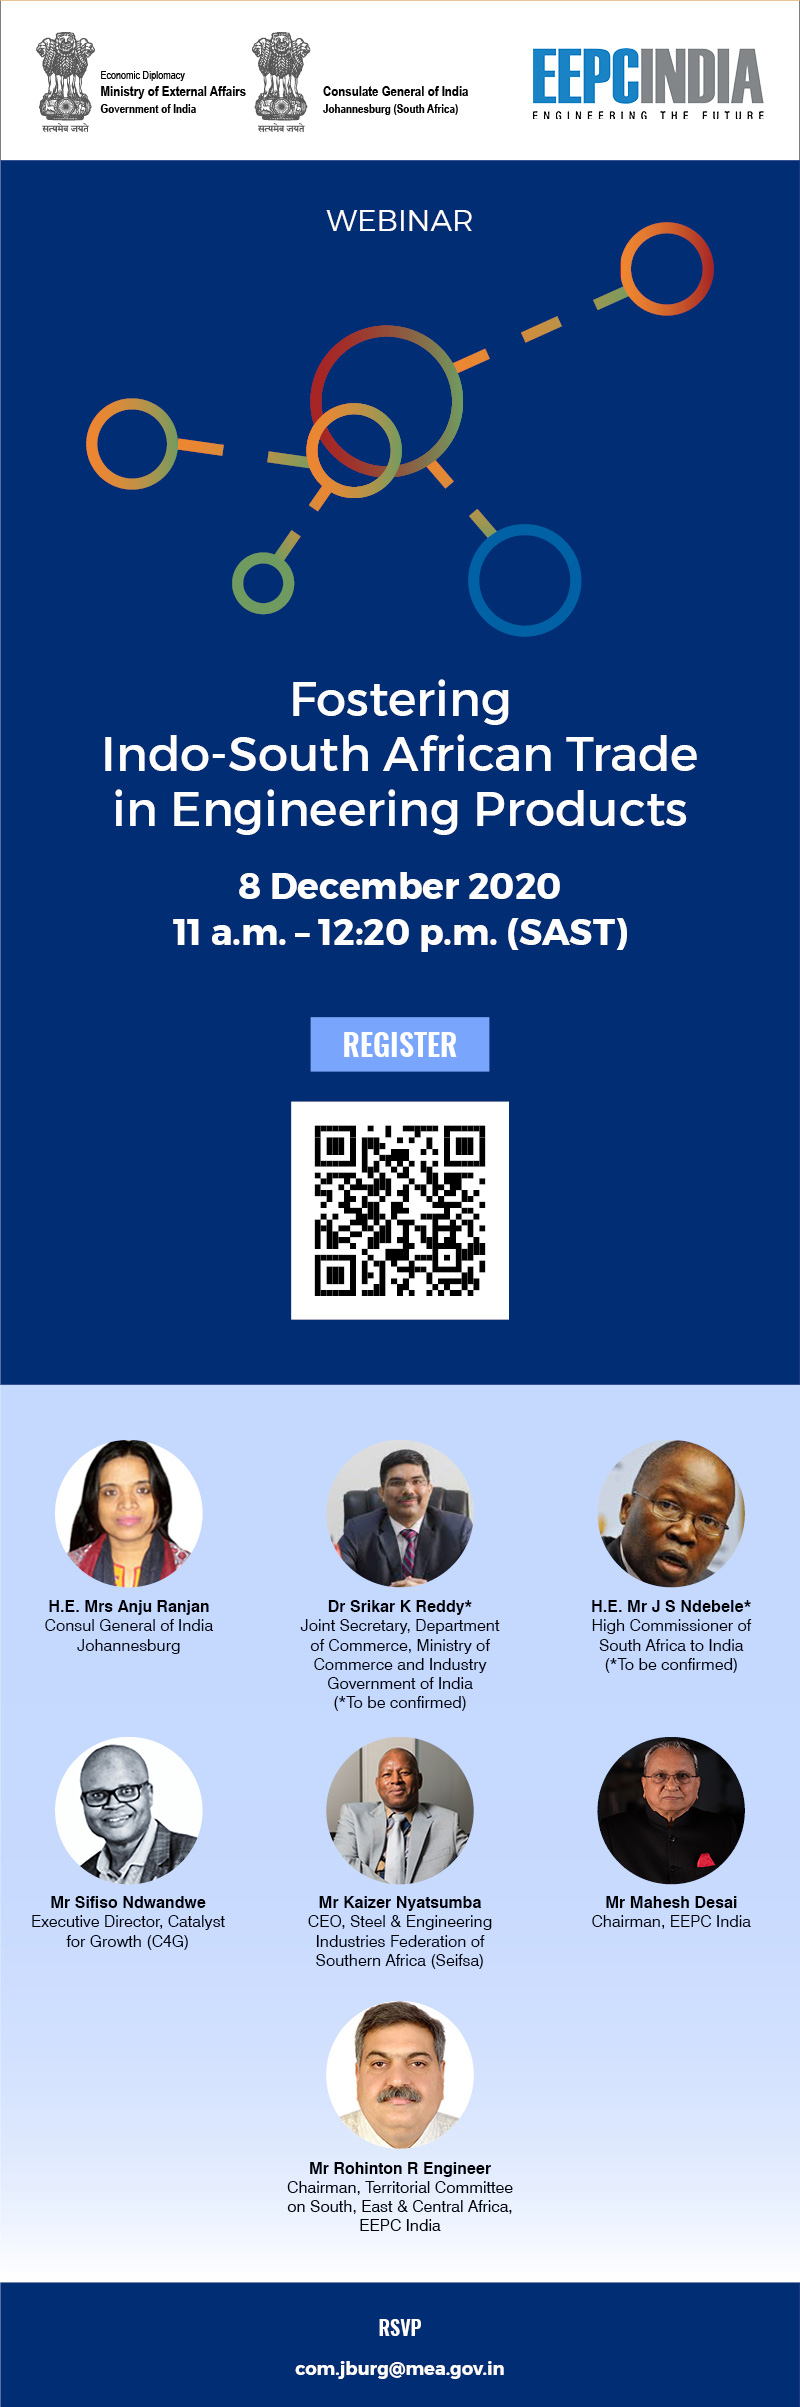 Economic Diplomacy
Ministry of External Affairs
Government of India
सत्यमेव जयते
Consulate General of India
Johannesburg (South Africa)
सत्यमेव जयते
EEPCINDIA
ENGINEERING THE FUTURE
WEBINAR
Fostering
Indo-South African Trade
in Engineering Products
8 December 2020
11 a.m. – 12:20 p.m. (SAST)
REGISTER
H.E. Mrs Anju Ranjan
Consul General of India
Johannesburg
Dr Srikar K Reddy*
Joint Secretary, Department
of Commerce, Ministry of
Commerce and Industry
Government of India
(*To be confirmed)
H.E. Mr J S Ndebele*
High Commissioner of
South Africa to India
(*To be confirmed)
Mr Sifiso Ndwandwe
Executive Director, Catalyst
for Growth (C4G)
Mr Kaizer Nyatsumba
CEO, Steel & Engineering
Industries Federation of
Southern Africa (Seifsa)
Mr Mahesh Desai
Chairman, EEPC India
Mr Rohinton R Engineer
Chairman, Territorial Committee
on South, East & Central Africa,
EEPC India
RSVP
com.jburg@mea.gov.in